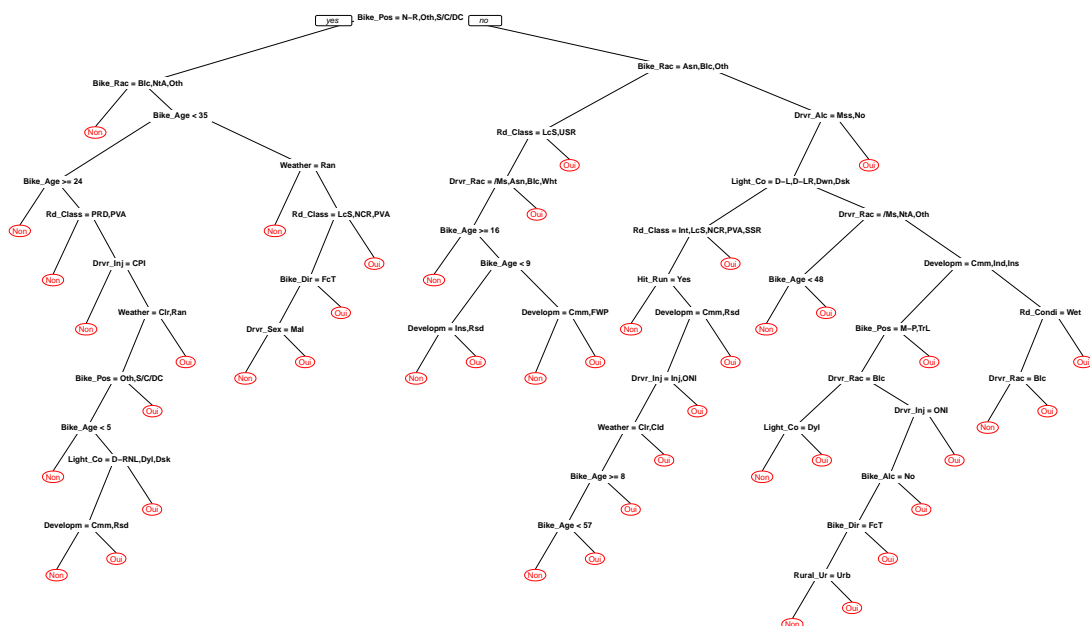 yes Bike_Pos = N−R,Oth,S/C/DC no
Bike_Rac = Asn,Blc,Oth
Bike_Rac = Blc,NtA,Oth
Bike_Age < 35 Drvr_Alc = Mss,No
Non Rd_Class = LcS,USR
Weather = Ran Oui Oui
Bike_Age >= 24 Drvr_Rac = /Ms,Asn,Blc,Wht Light_Co = D−L,D−LR,Dwn,Dsk
Rd_Class = PRD,PVA Rd_Class = LcS,NCR,PVA Oui Drvr_Rac = /Ms,NtA,Oth
Non Non Bike_Age >= 16 Rd_Class = Int,LcS,NCR,PVA,SSR
Drvr_Inj = CPI Oui Bike_Age < 9 Oui Developm = Cmm,Ind,Ins
Non Non Bike_Dir = FcT Non Hit_Run = Yes Bike_Age < 48
Weather = Clr,Ran Oui Developm = Cmm,FWP Developm = Cmm,Rsd Oui Rd_Condi = Wet
Drvr_Sex = Mal Developm = Ins,Rsd Non Non Bike_Pos = M−P,TrL
Oui Oui Oui Oui Oui Oui
Bike_Pos = Oth,S/C/DC Non Non Non Drvr_Inj = Inj,ONI Drvr_Rac = Blc Drvr_Rac = Blc
Oui Oui Drvr_Inj = ONI
Bike_Age < 5 Weather = Clr,Cld Light_Co = Dyl Non Oui
Light_Co = D−RNL,Dyl,Dsk Oui Oui Oui
Non Bike_Age >= 8 Non Bike_Alc = No
Oui Oui Oui
Developm = Cmm,Rsd Bike_Age < 57 Bike_Dir = FcT
Oui Oui Oui
Non Non Rural_Ur = Urb
Oui
Non